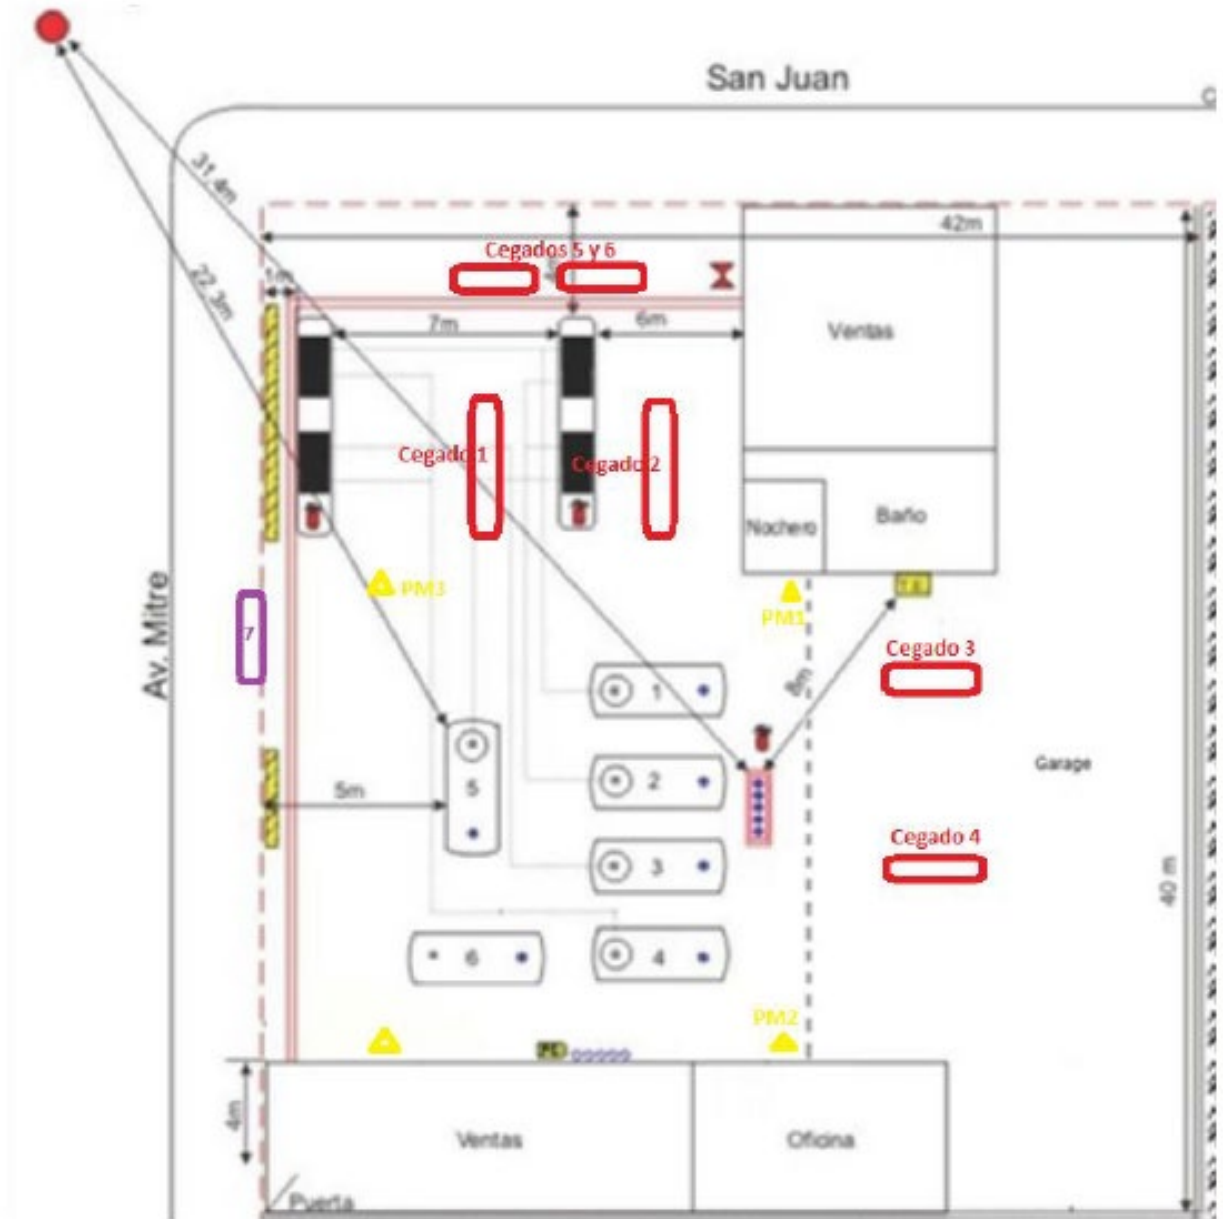 San Juan
31,4m
42m
Cegados 5 y 6
22,3m
7m
6m
Ventas
Cegado 1
Cegado 2
Nochero
Baño
PM3
PM1
Av. Mitre
7
Cegado 3
8m
1
Garage
2
5
5m
Cegado 4
3
40 m
6
4
PM2
4m
Ventas
Oficina
Puerta